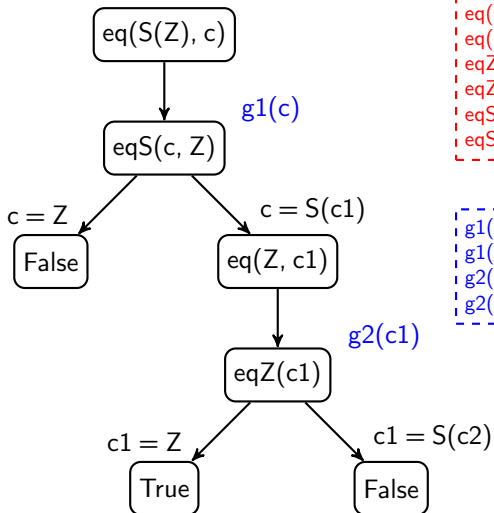 eq(S(Z), c)
g1(c)
eqS(c, Z)
c = Z
c = S(c1)
False
eq(Z, c1)
g2(c1)
eqZ(c1)
c1 = Z
c1 = S(c2)
True
False
eq(
eq(
eqZ
eqZ
eqS
eqS
g1(
g1(
g2(
g2(